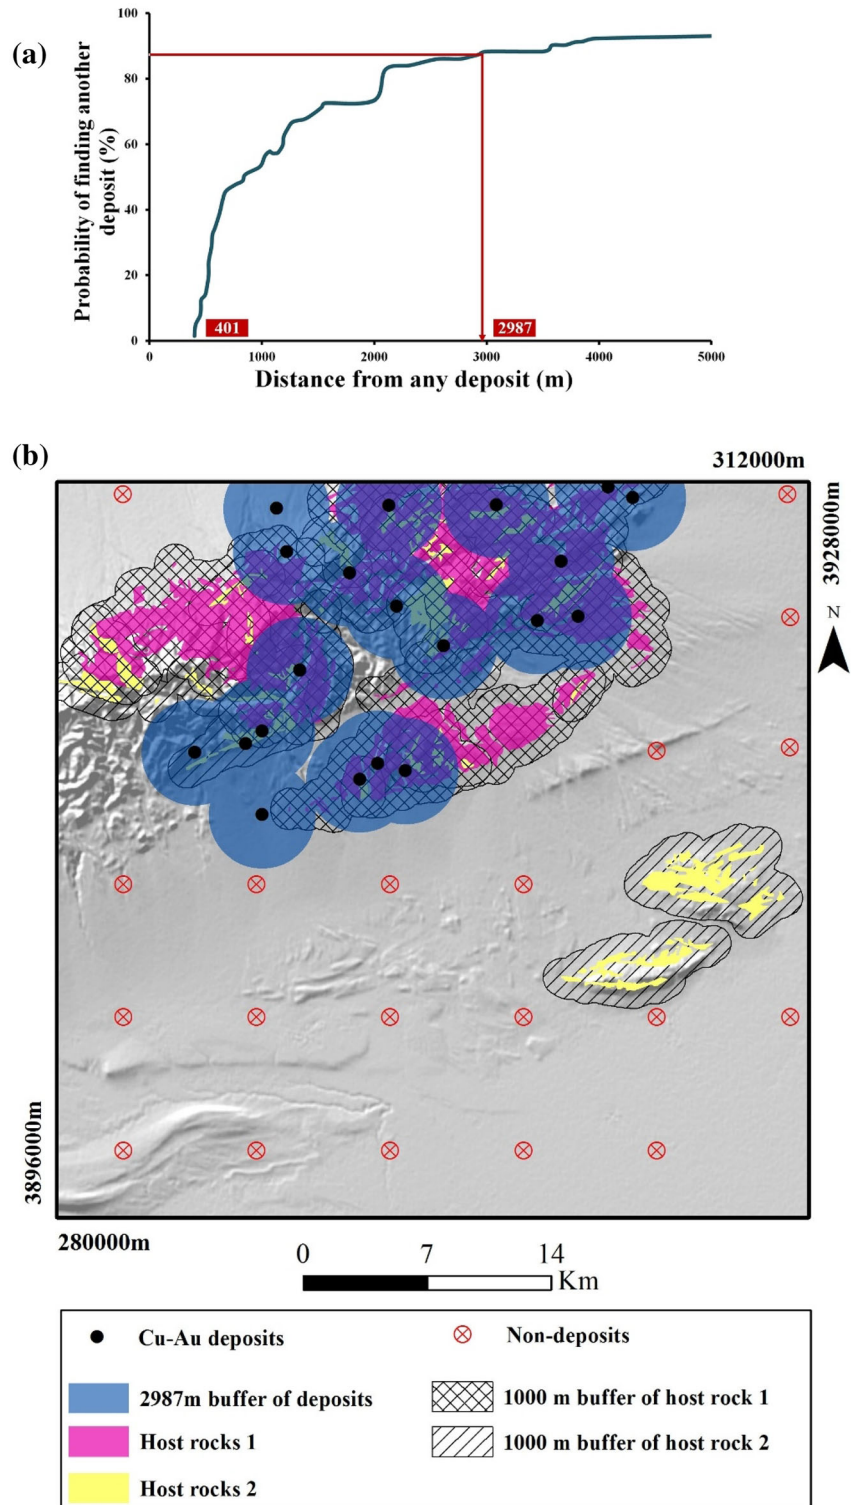 (a)
Probability of finding another
deposit (%)
100
80
60
40
20
0
401
2987
0 1000 2000 3000 4000 5000
Distance from any deposit (m)
(b)
312000m
3928000m
N
3896000m
280000m
0 7 14
Km
Cu-Au deposits
Non-deposits
2987m buffer of deposits
1000 m buffer of host rock 1
Host rocks 1
1000 m buffer of host rock 2
Host rocks 2